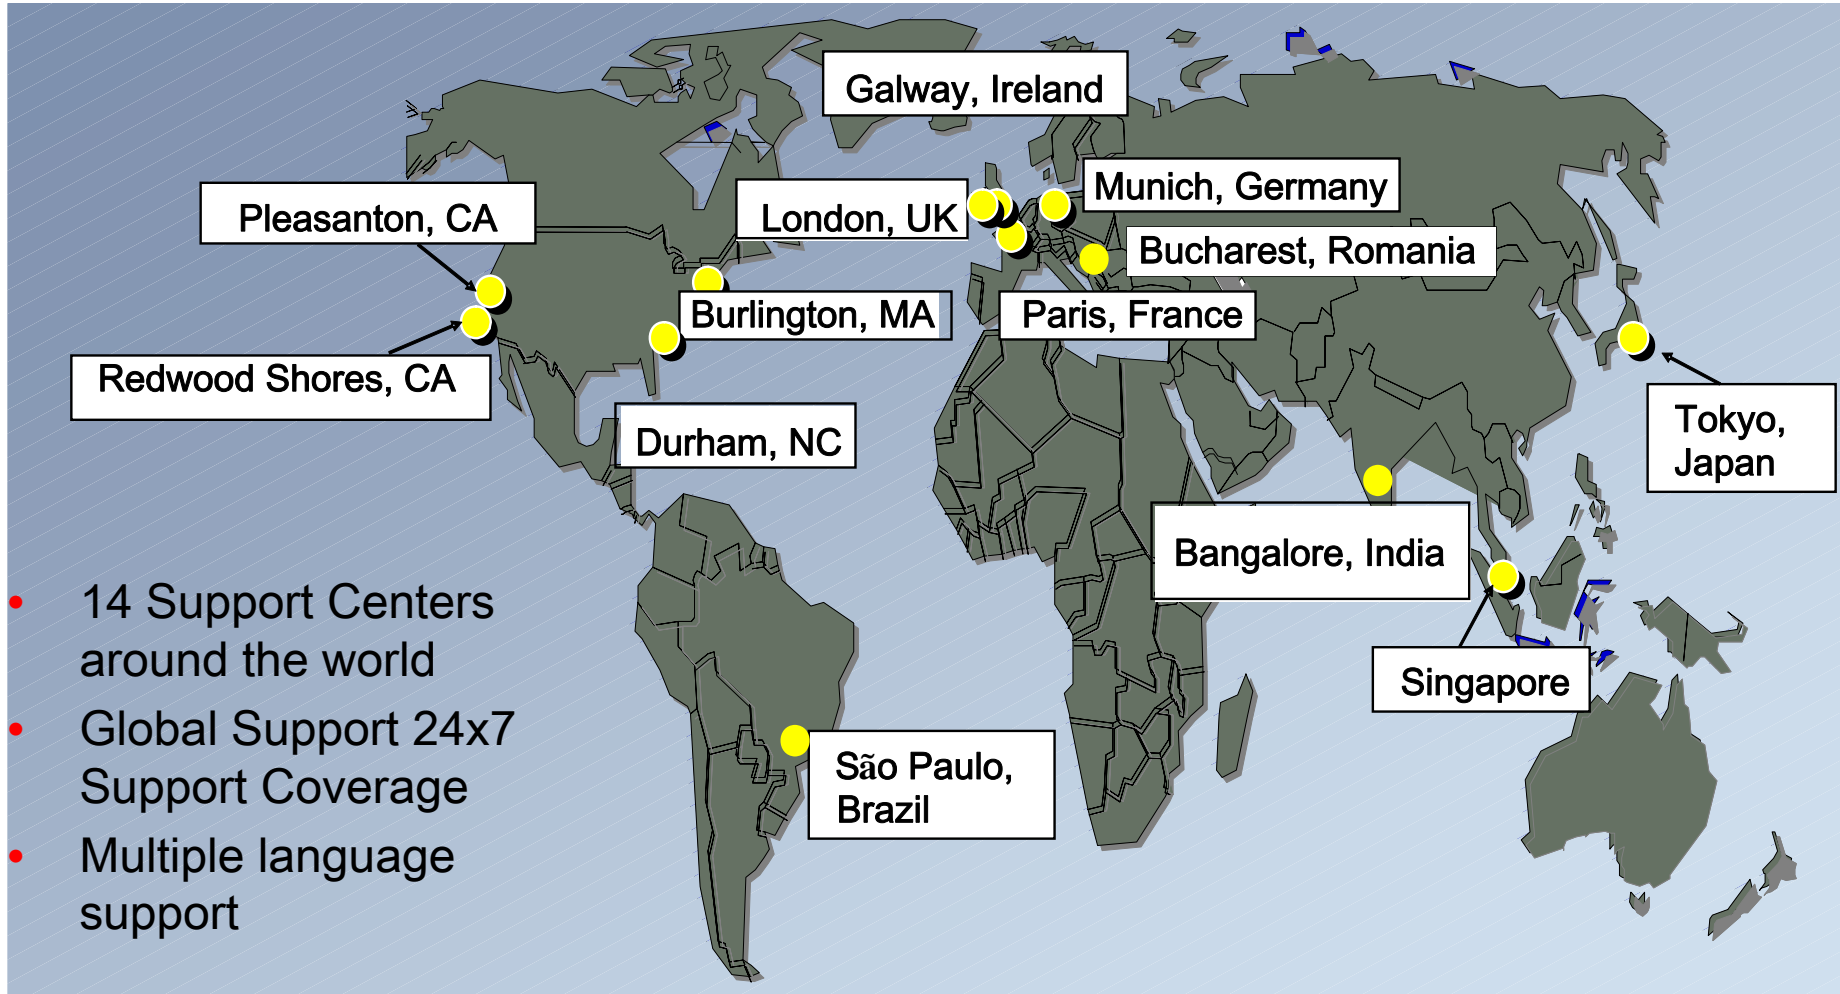 Galway, Ireland
Munich, Germany
Pleasanton, CA
London, UK
Bucharest, Romania
Burlington, MA
Paris, France
Redwood Shores, CA
Tokyo,
Japan
Durham, NC
Bangalore, India
Singapore
São Paulo,
Brazil
• 14 Support Centers
around the world
• Global Support 24x7
Support Coverage
• Multiple language
support